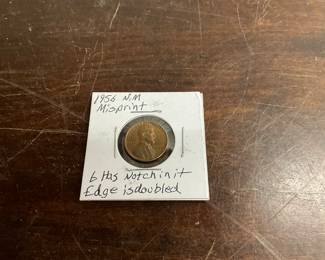 1956 N.M
Misprint
6 Has Notch in it
Edge is doubled